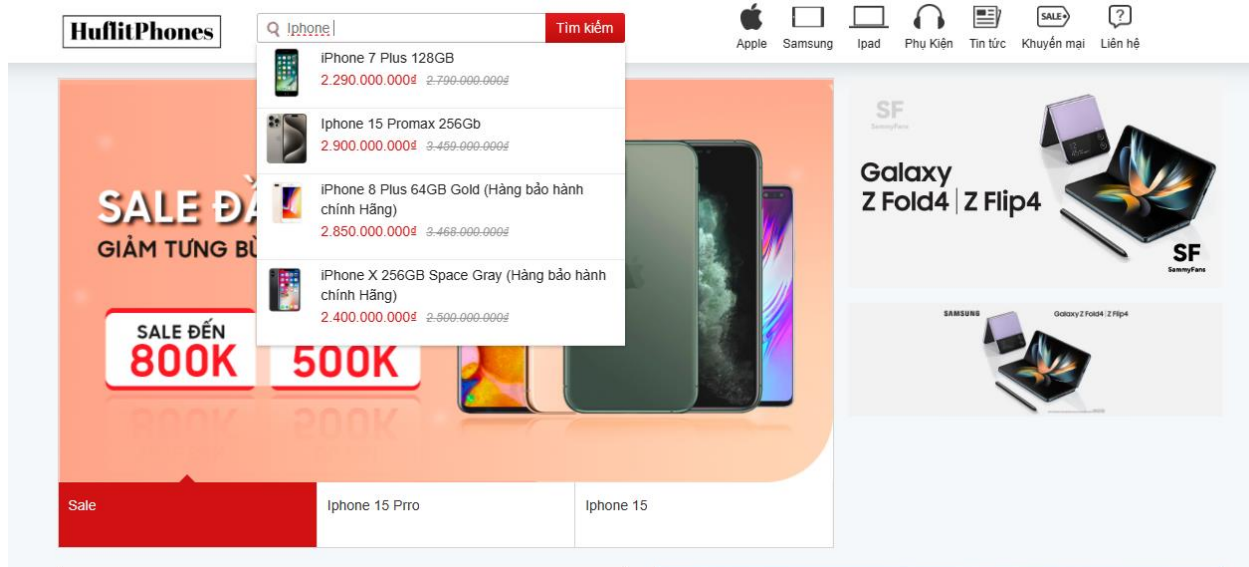 HuflitPhones
Iphone
Tìm kiếm
Apple
Samsung
Ipad
Phụ Kiện
Tin tức
SALE
Khuyến mại
?
Liên hệ
iPhone 7 Plus 128GB
2.290.000.000₫ 2.790.000.000₫
Iphone 15 Promax 256Gb
2.900.000.000₫ 3.459.000.000₫
iPhone 8 Plus 64GB Gold (Hàng bảo hành
chính Hãng)
2.850.000.000₫ 3.468.000.000₫
iPhone X 256GB Space Gray (Hàng bảo hành
chính Hãng)
2.400.000.000₫ 2.500.000.000₫
SALE ĐẦ
GIẢM TƯNG BÙ
SALE ĐẾN
800K
500K
Sale
Iphone 15 Prro
Iphone 15
SF
SammyFans
Galaxy
Z Fold4 | Z Flip4
SF
SammyFans
SAMSUNG
Galaxy Z Fold4 | Z Flip4